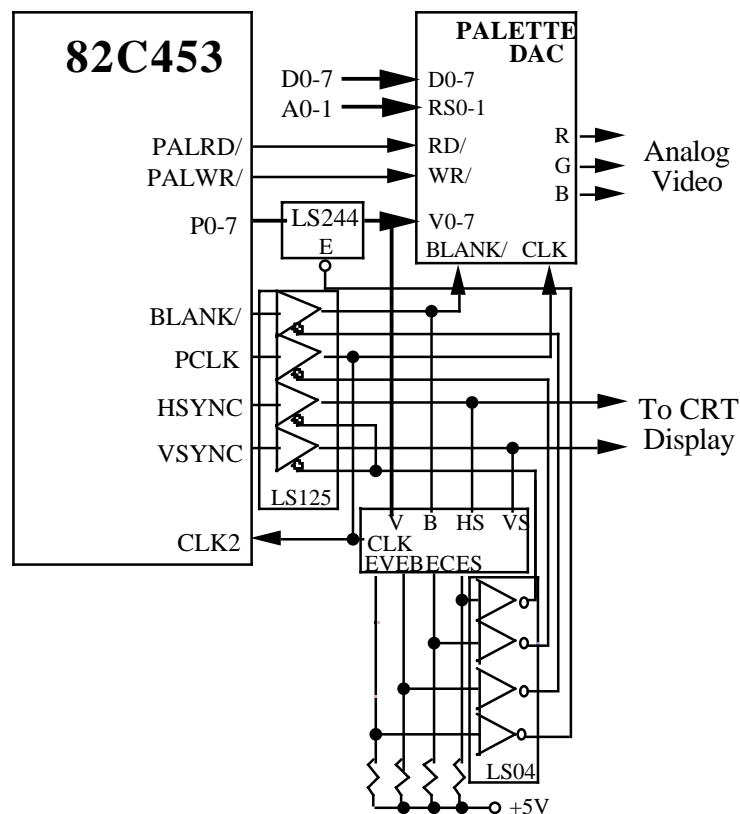 82C453
PALETTE
DAC
D0-7
D0-7
A0-1
RS0-1
PALRD/
RD/
R
Analog
PALWR/
WR/
G
Video
B
P0-7
LS244
V0-7
E
BLANK/
CLK
BLANK/
PCLK
HSYNC
To CRT
VSYNC
Display
LS125
V
B
HS
VS
CLK2
CLK
EVEBECES
LS04
+5V